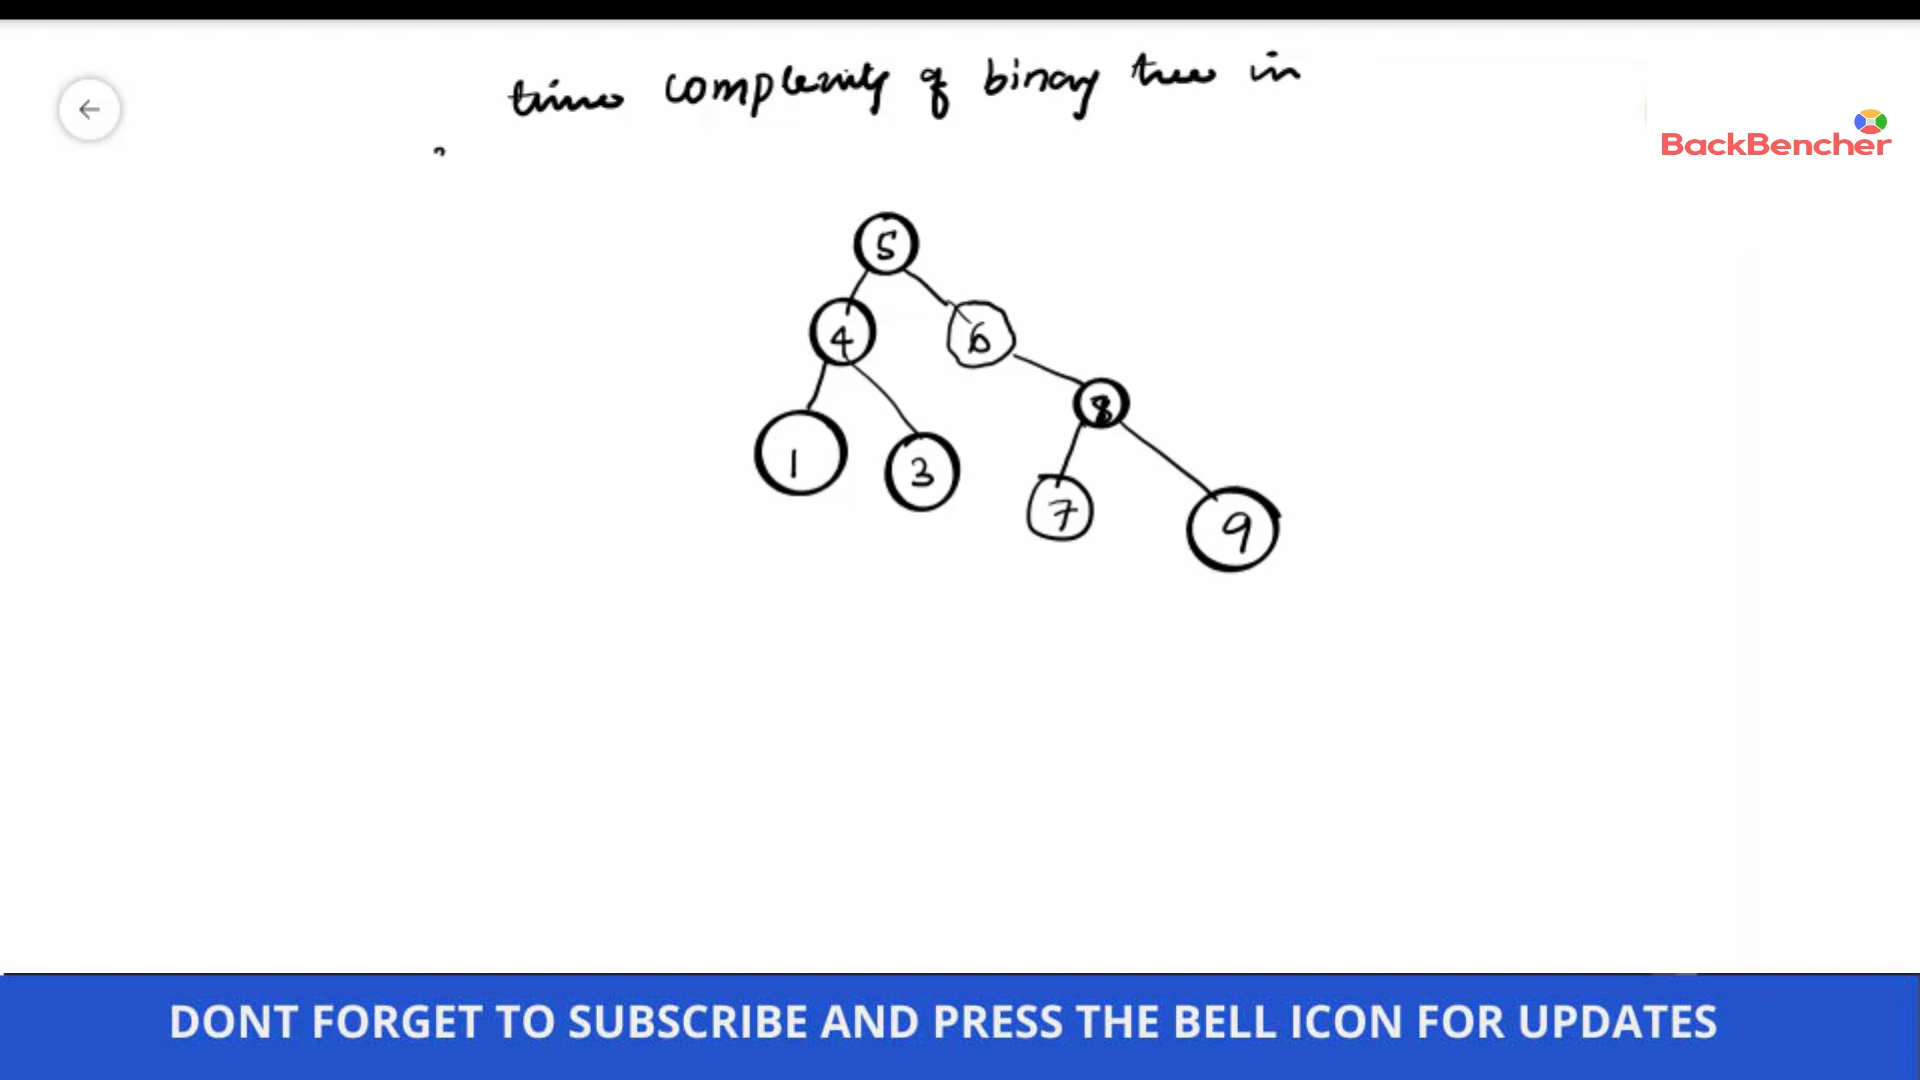 time complexity of binary tree in
BackBencher
5
4
6
8
1
3
7
9
DONT FORGET TO SUBSCRIBE AND PRESS THE BELL ICON FOR UPDATES